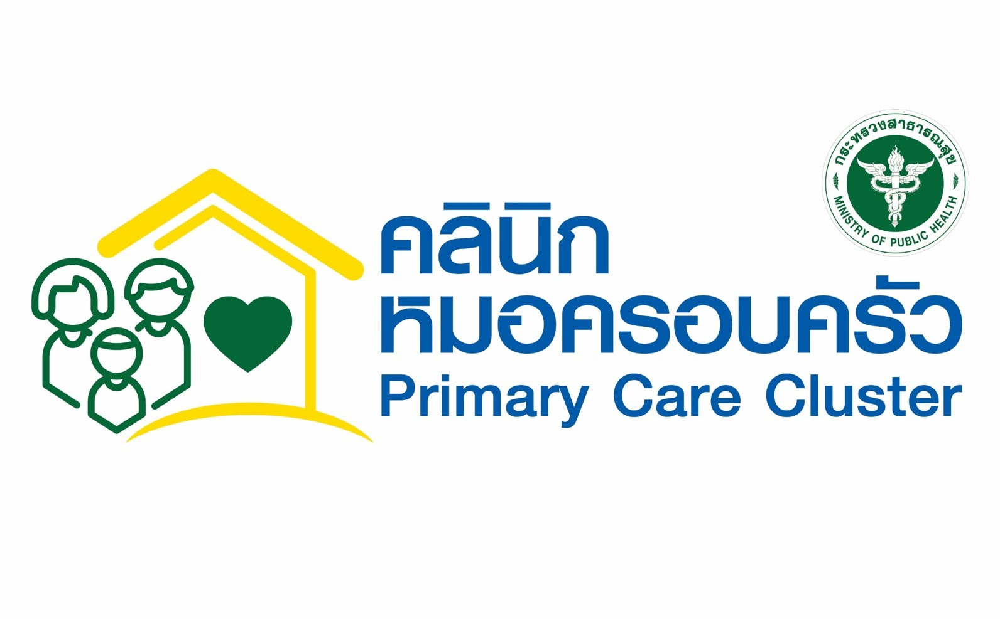 กระทรวงสาธารณสุข
MINISTRY OF PUBLIC HEALTH
คลินิก
หมอครอบครัว
Primary Care Cluster